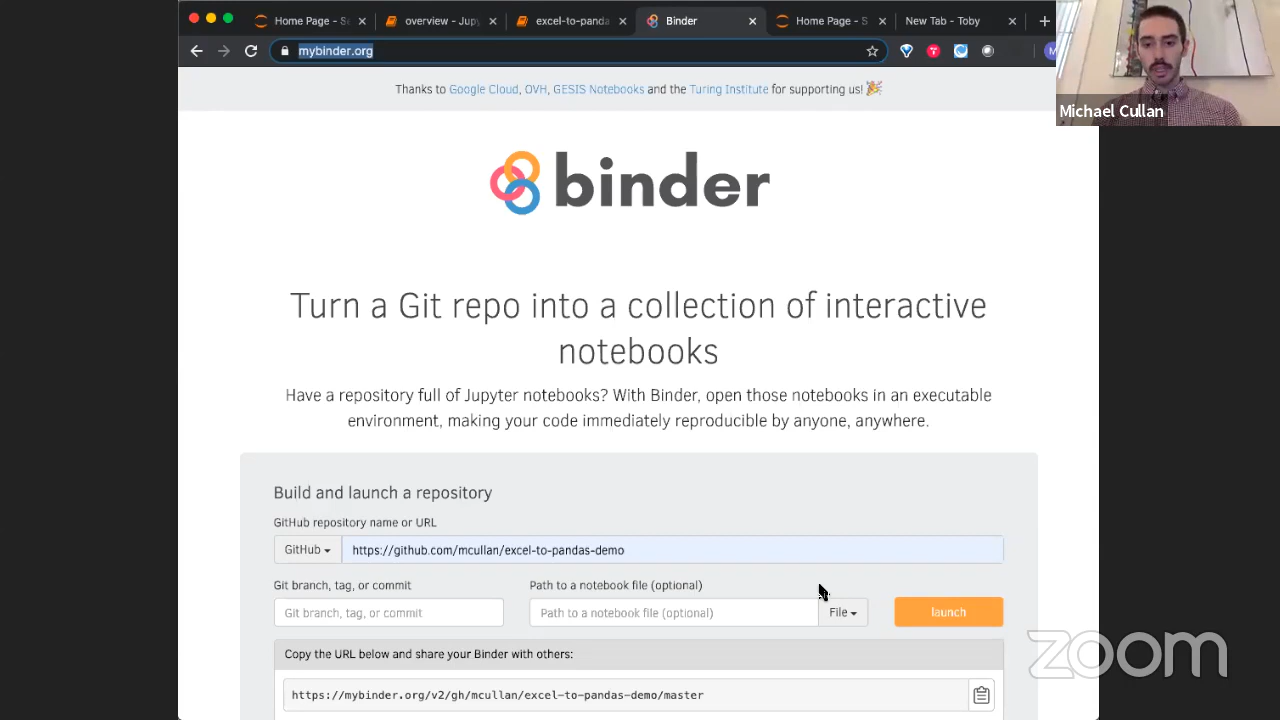 Home Page - Se
overview - Jupy
excel-to-panda
Binder
Home Page - S
New Tab - Toby
mybinder.org
Michael Cullan
Thanks to Google Cloud, OVH, GESIS Notebooks and the Turing Institute for supporting us! 🎉
binder
Turn a Git repo into a collection of interactive
notebooks
Have a repository full of Jupyter notebooks? With Binder, open those notebooks in an executable
environment, making your code immediately reproducible by anyone, anywhere.
Build and launch a repository
GitHub repository name or URL
GitHub
https://github.com/mcullan/excel-to-pandas-demo
Git branch, tag, or commit
Path to a notebook file (optional)
Git branch, tag, or commit
Path to a notebook file (optional)
File
launch
Copy the URL below and share your Binder with others:
https://mybinder.org/v2/gh/mcullan/excel-to-pandas-demo/master
zoom